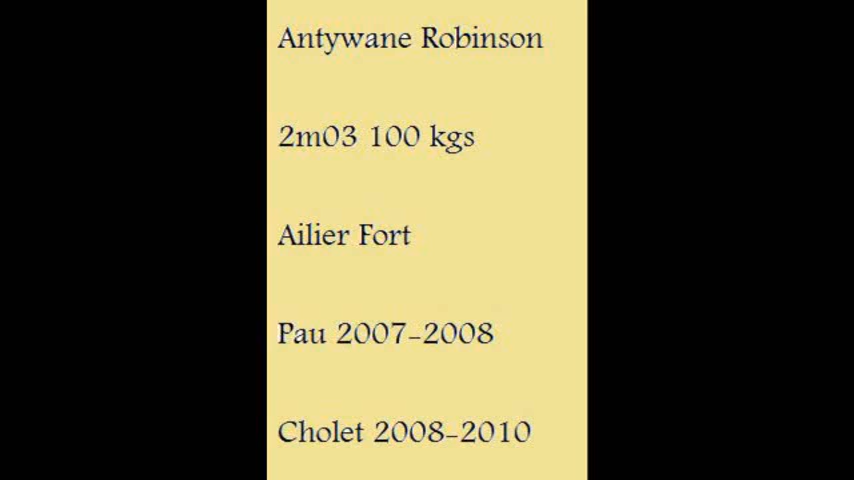 Antywane Robinson
2m03 100 kgs
Ailier Fort
Pau 2007-2008
Cholet 2008-2010